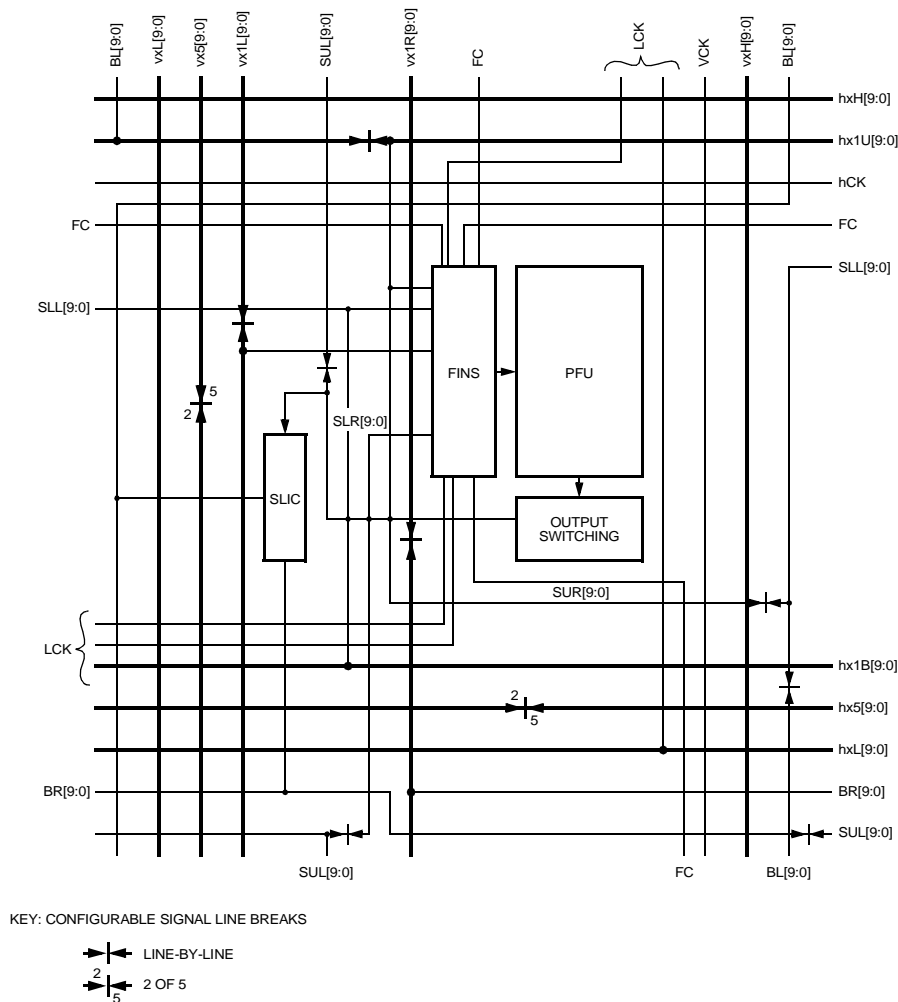 BL[9:0]
vxL[9:0]
vx5[9:0]
vx1L[9:0]
SUL[9:0]
vx1R[9:0]
FC
LCK
VCK
vxH[9:0]
BL[9:0]
hxH[9:0]
hx1U[9:0]
hCK
FC
FC
SLL[9:0]
SLL[9:0]
FINS
PFU
5
2
SLR[9:0]
SLIC
OUTPUT
SWITCHING
SUR[9:0]
LCK
hx1B[9:0]
2
5
hx5[9:0]
hxL[9:0]
BR[9:0]
BR[9:0]
SUL[9:0]
SUL[9:0]
FC
BL[9:0]
KEY: CONFIGURABLE SIGNAL LINE BREAKS
LINE-BY-LINE
2
5
2 OF 5